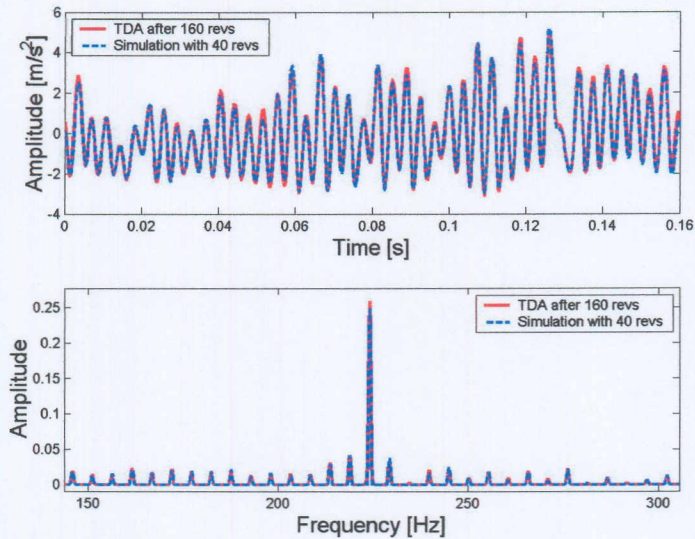 6
4
2
0
-2
-4
Amplitude [m/s²]
TDA after 160 revs
Simulation with 40 revs
0 0.02 0.04 0.06 0.08 0.1 0.12 0.14 0.16
Time [s]
0.25
0.2
0.15
0.1
0.05
0
Amplitude
TDA after 160 revs
Simulation with 40 revs
150 200 250 300
Frequency [Hz]